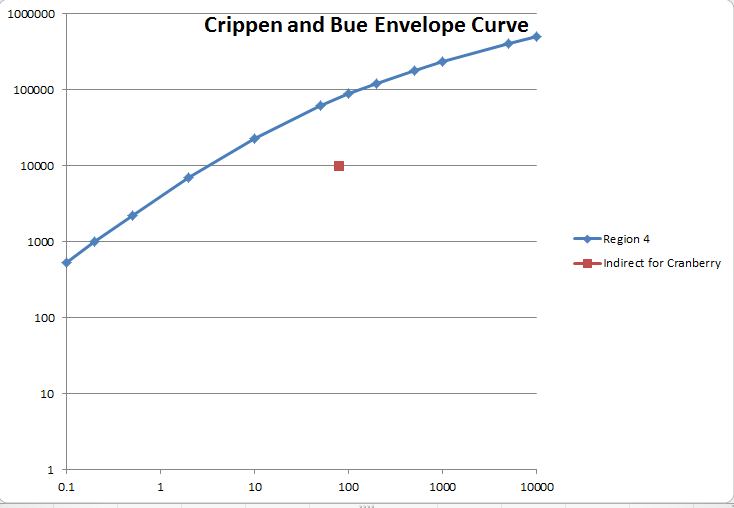 Crippen and Bue Envelope Curve
1000000
100000
10000
1000
100
10
1
0.1 1 10 100 1000 10000
Region 4
Indirect for Cranberry